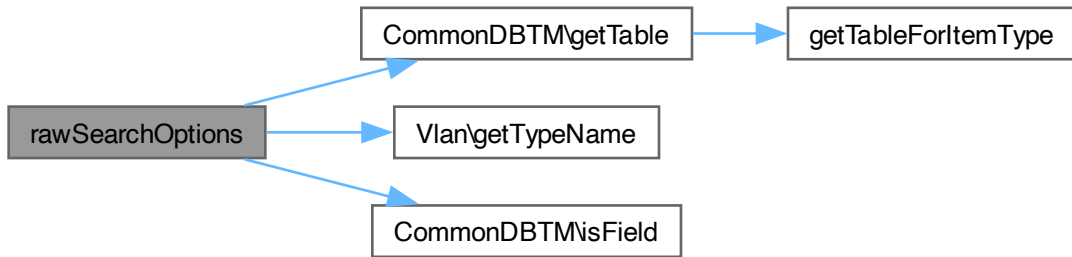 CommonDBTM\getTable
getTableForItemType
rawSearchOptions
Vlan\getTypeName
CommonDBTM\isField